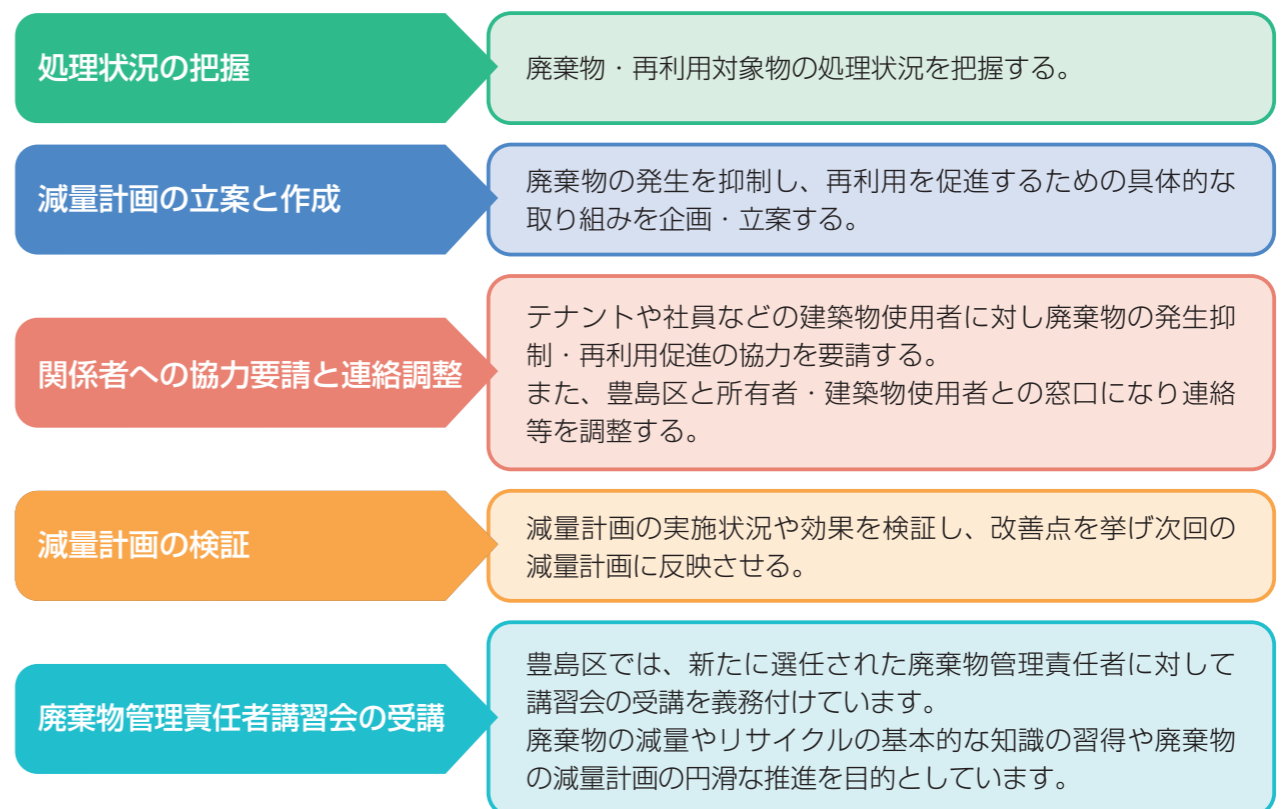 処理状況の把握
廃棄物・再利用対象物の処理状況を把握する。
減量計画の立案と作成
廃棄物の発生を抑制し、再利用を促進するための具体的な
取り組みを企画・立案する。
関係者への協力要請と連絡調整
テナントや社員などの建築物使用者に対し廃棄物の発生抑
制・再利用促進の協力を要請する。
また、豊島区と所有者・建築物使用者との窓口になり連絡
等を調整する。
減量計画の検証
減量計画の実施状況や効果を検証し、改善点を挙げ次回の
減量計画に反映させる。
廃棄物管理責任者講習会の受講
豊島区では、新たに選任された廃棄物管理責任者に対して
講習会の受講を義務付けています。
廃棄物の減量やリサイクルの基本的な知識の習得や廃棄物
の減量計画の円滑な推進を目的としています。